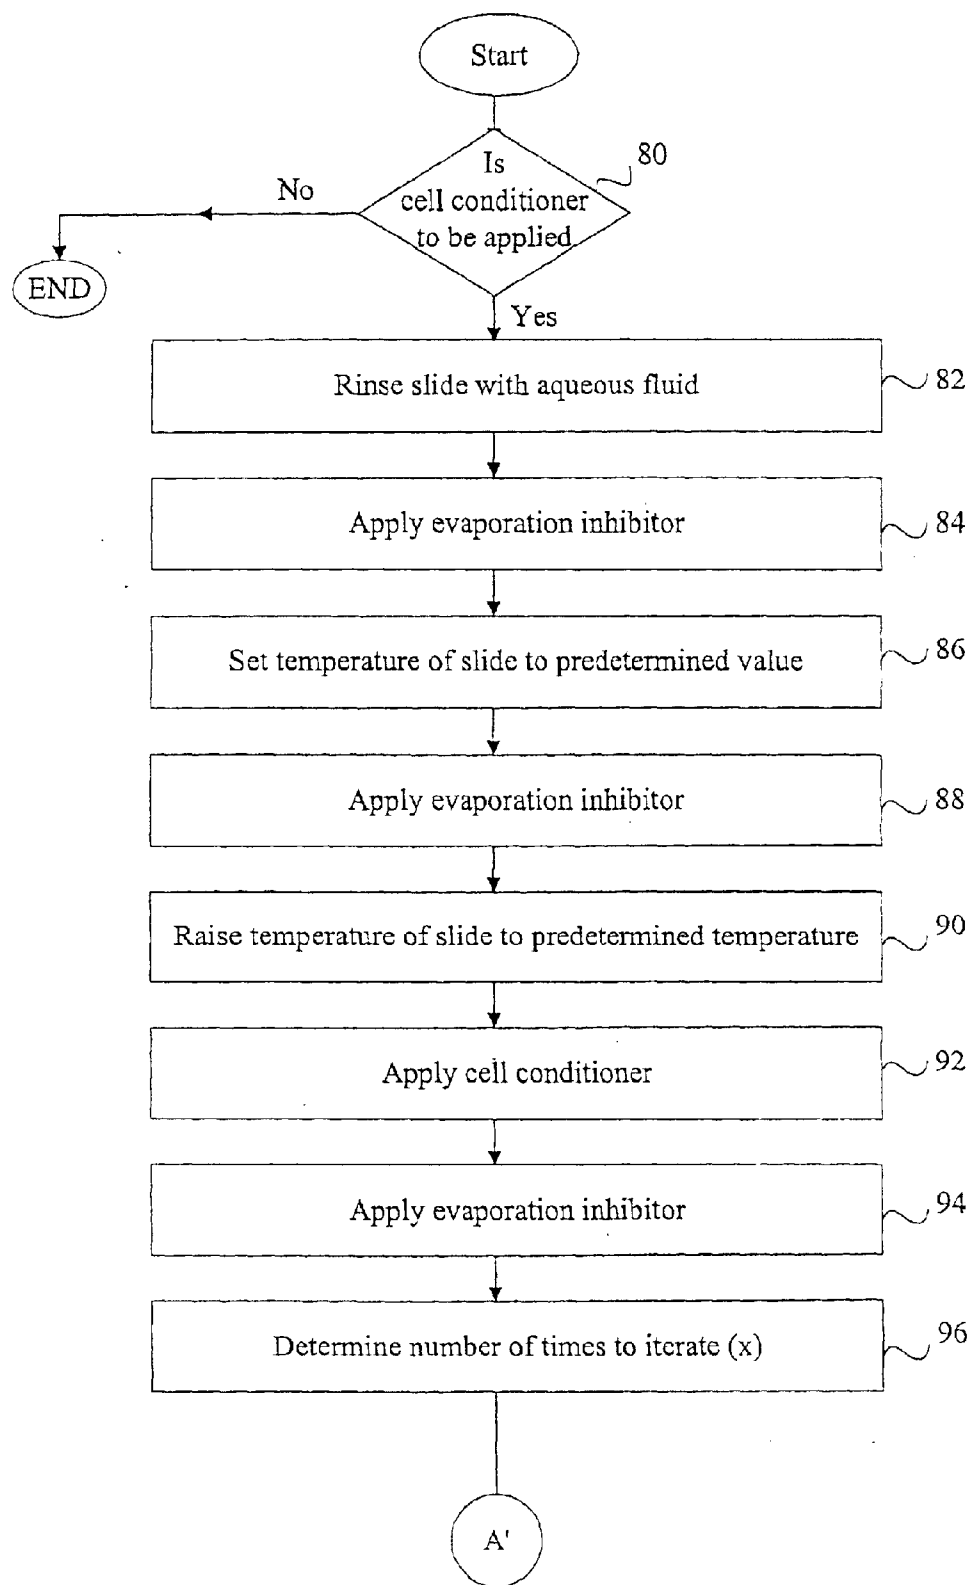 Start
Is
cell conditioner
to be applied
80
No
END
Yes
Rinse slide with aqueous fluid
82
Apply evaporation inhibitor
84
Set temperature of slide to predetermined value
86
Apply evaporation inhibitor
88
Raise temperature of slide to predetermined temperature
90
Apply cell conditioner
92
Apply evaporation inhibitor
94
Determine number of times to iterate (x)
96
A'